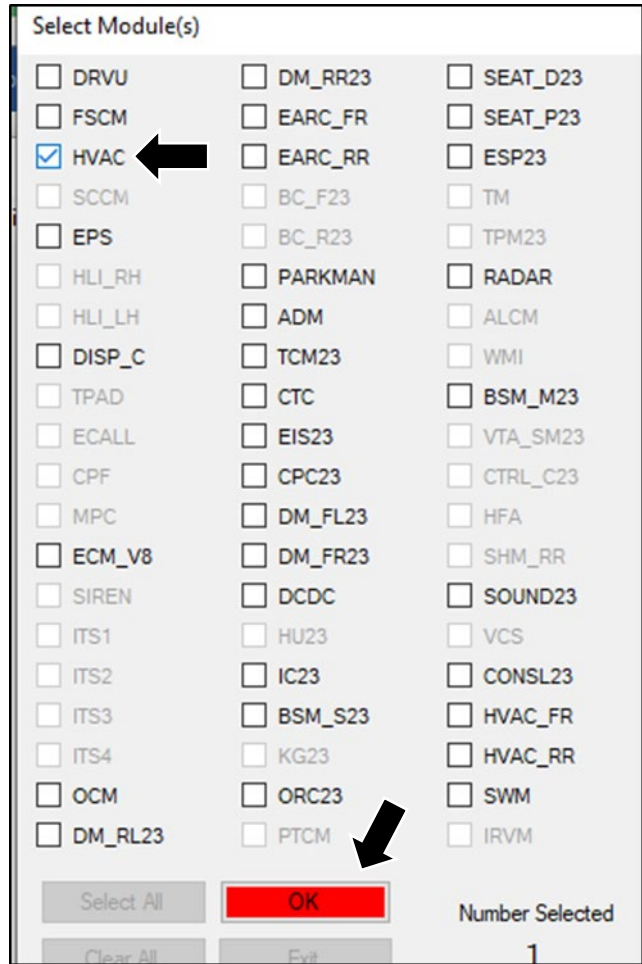 Select Module(s)
DRVU DM_RR23 SEAT_D23
FSCM EARC_FR SEAT_P23
HVAC EARC_RR ESP23
SCCM BC_F23 TM
EPS BC_R23 TPM23
HLI_RH PARKMAN RADAR
HLI_LH ADM ALCM
DISP_C TCM23 WMI
TPAD CTC BSM_M23
ECALL EIS23 VTA_SM23
CPF CPC23 CTRL_C23
MPC DM_FL23 HFA
ECM_V8 DM_FR23 SHM_RR
SIREN DCDC SOUND23
ITS1 HU23 VCS
ITS2 IC23 CONSL23
ITS3 BSM_S23 HVAC_FR
ITS4 KG23 HVAC_RR
OCM ORC23 SWM
DM_RL23 PTCM IRVM
Select All OK Number Selected
Clear All Exit 1